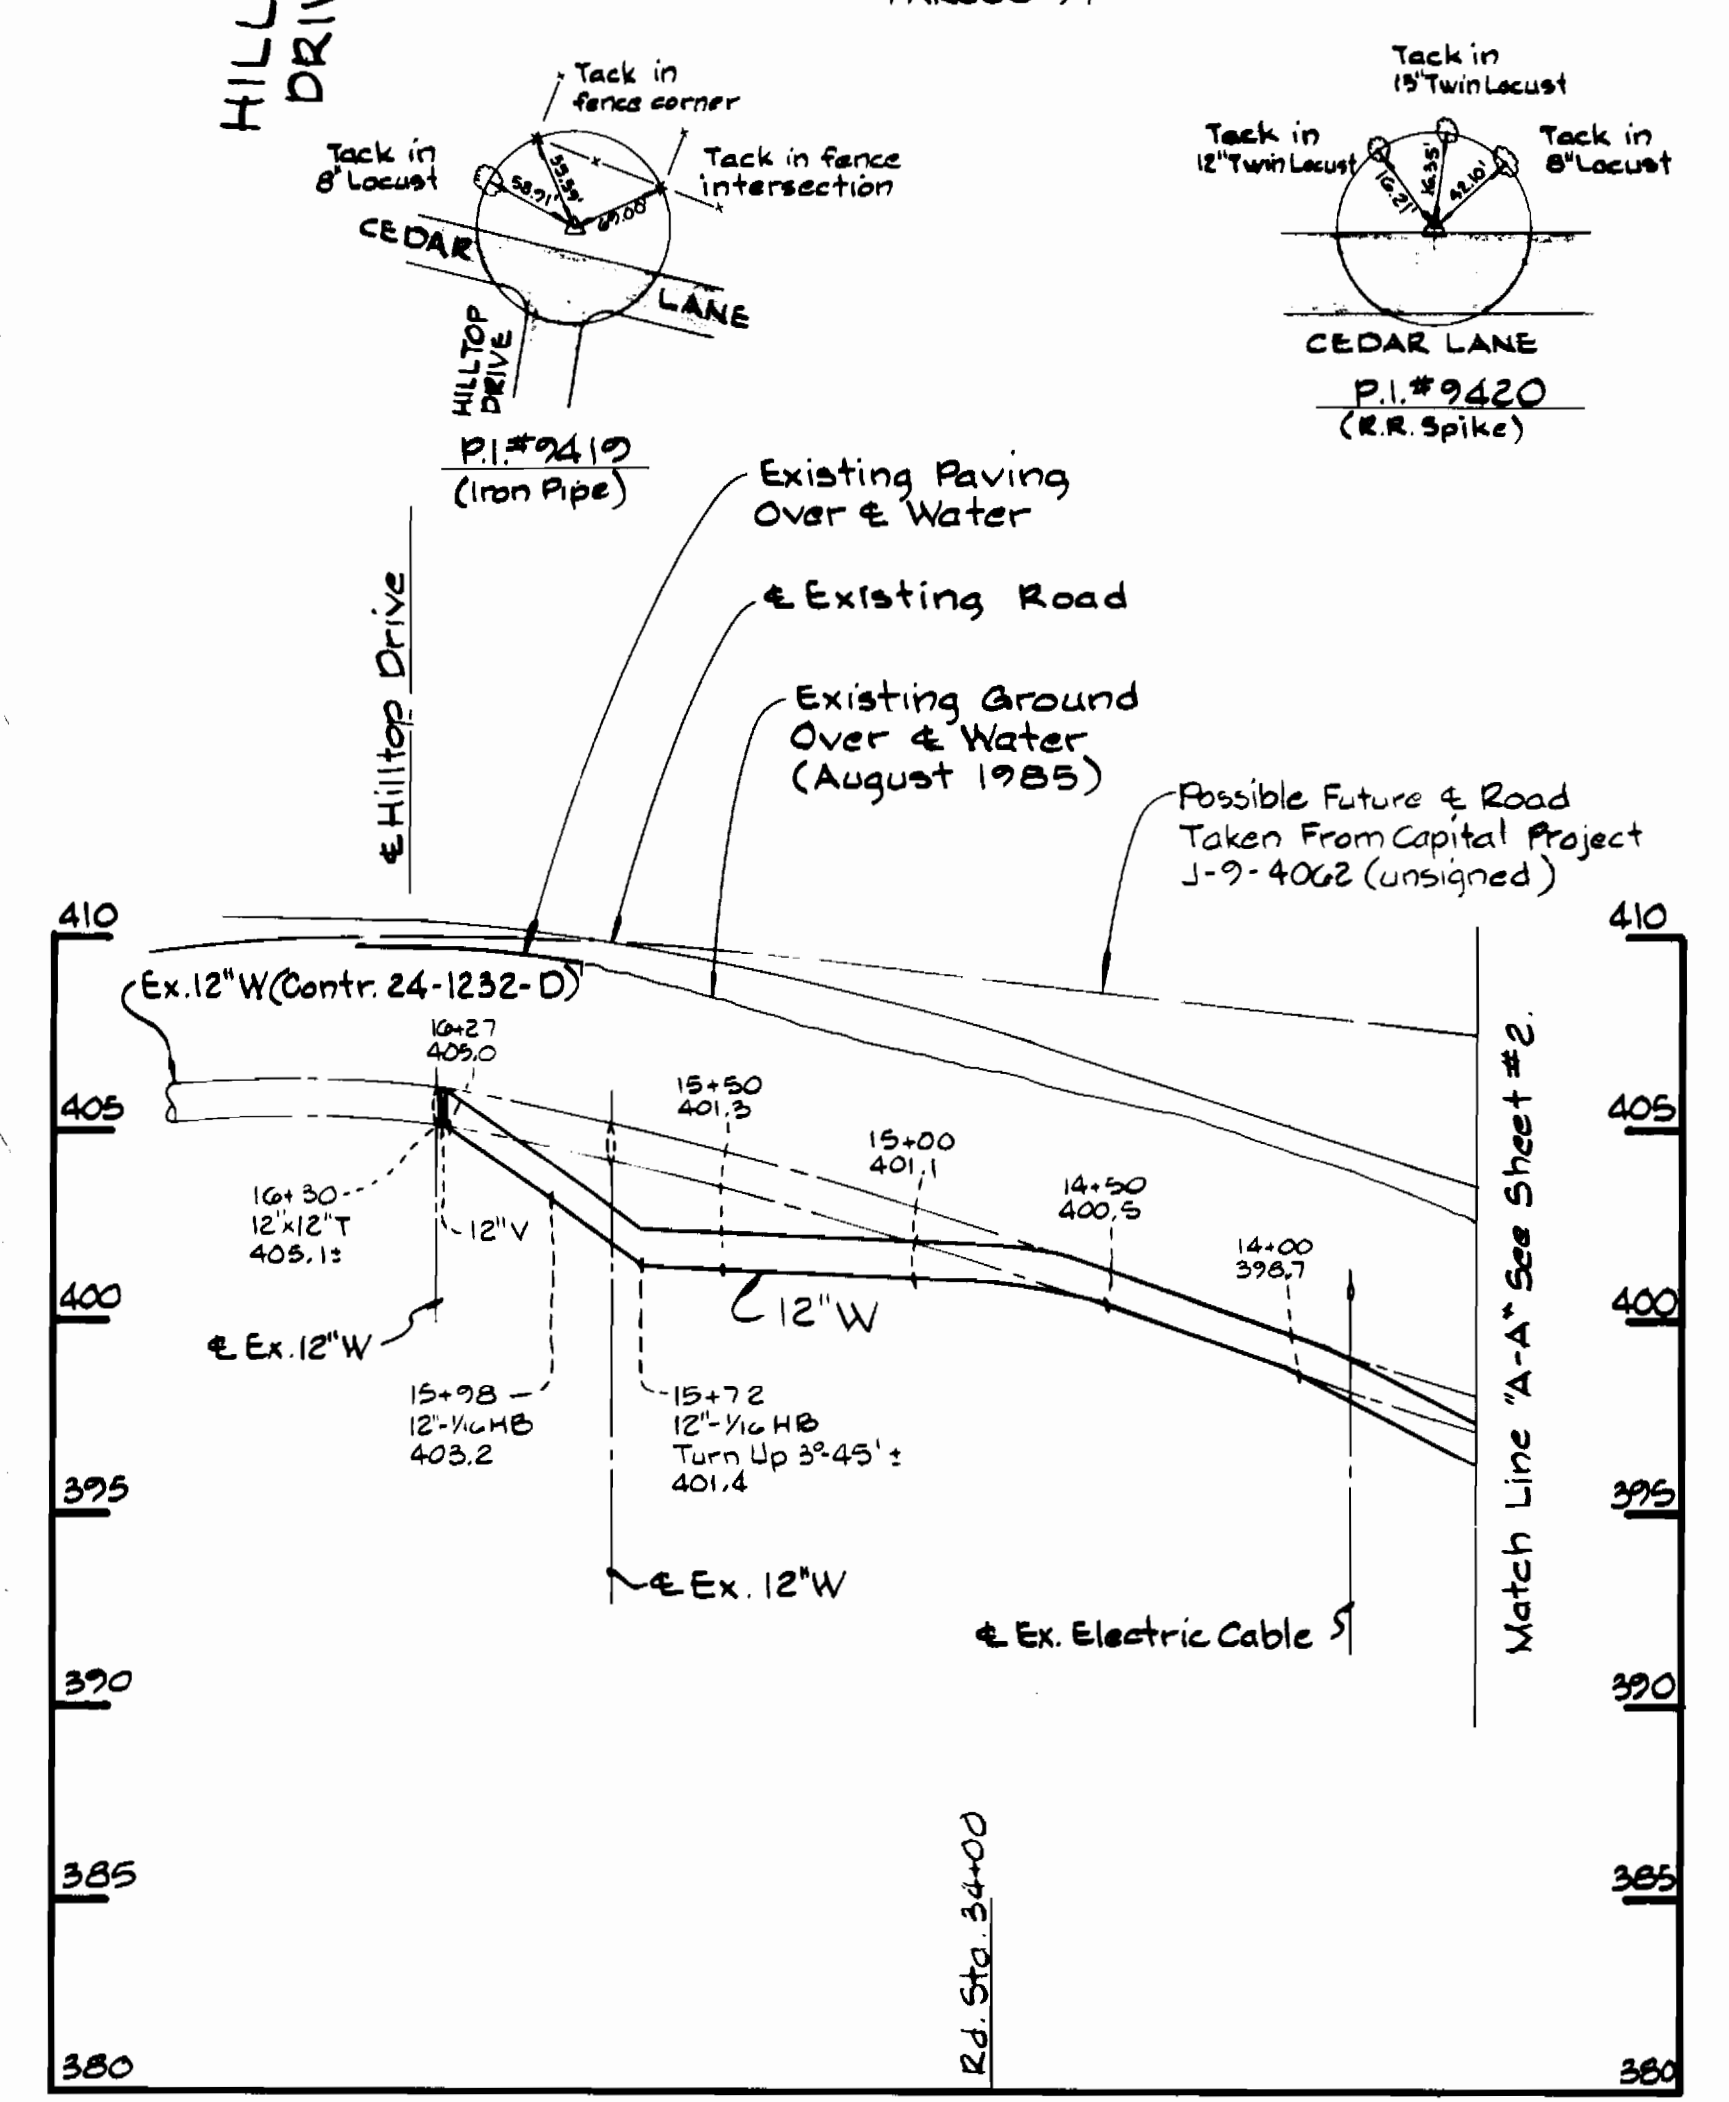 HILL
DRIV
Tack in
fence corner
Tack in
8" Locust
Tack in fence
intersection
58.71'
55.59'
CEDAR
LANE
HILLTOP
DRIVE
P.I.#9419
(Iron Pipe)
Tack in
15" Twin Locust
Tack in
12" Twin Locust
Tack in
8" Locust
16.21'
16.35'
42.10'
CEDAR LANE
P.I.#9420
(R.R. Spike)
Existing Paving
Over ℄ Water
℄ Existing Road
Existing Ground
Over ℄ Water
(August 1985)
Possible Future ℄ Road
Taken From Capital Project
J-9-4062 (unsigned)
℄ Hilltop Drive
410
410
Ex. 12"W (Contr. 24-1232-D)
16+27
405.0
405
405
15+50
401.3
15+00
401.1
14+50
400.5
14+00
398.7
16+30
12"x12"T
405.1±
12"V
400
400
℄ Ex. 12"W
12"W
15+98
12"-1/16 HB
403.2
15+72
12"-1/16 HB
Turn Up 3°-45' ±
401.4
395
395
℄ Ex. 12"W
℄ Ex. Electric Cable
Match Line "A-A" See Sheet #2.
390
390
385
385
Rd. Sta. 34+00
380
380